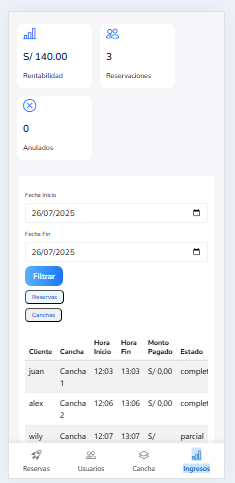 S/ 140.00
Rentabilidad
3
Reservaciones
0
Anulados
Fecha Inicio
26/07/2025
Fecha Fin
26/07/2025
Filtrar
Reservas
Canchas
Cliente Cancha Hora Inicio Hora Fin Monto Pagado Estado
juan Cancha 1 12:03 13:03 S/ 0,00 complet
alex Cancha 2 12:06 13:06 S/ 0,00 complet
wily Cancha 12:07 13:07 S/ parcial
Reservas Usuarios Cancha Ingresos